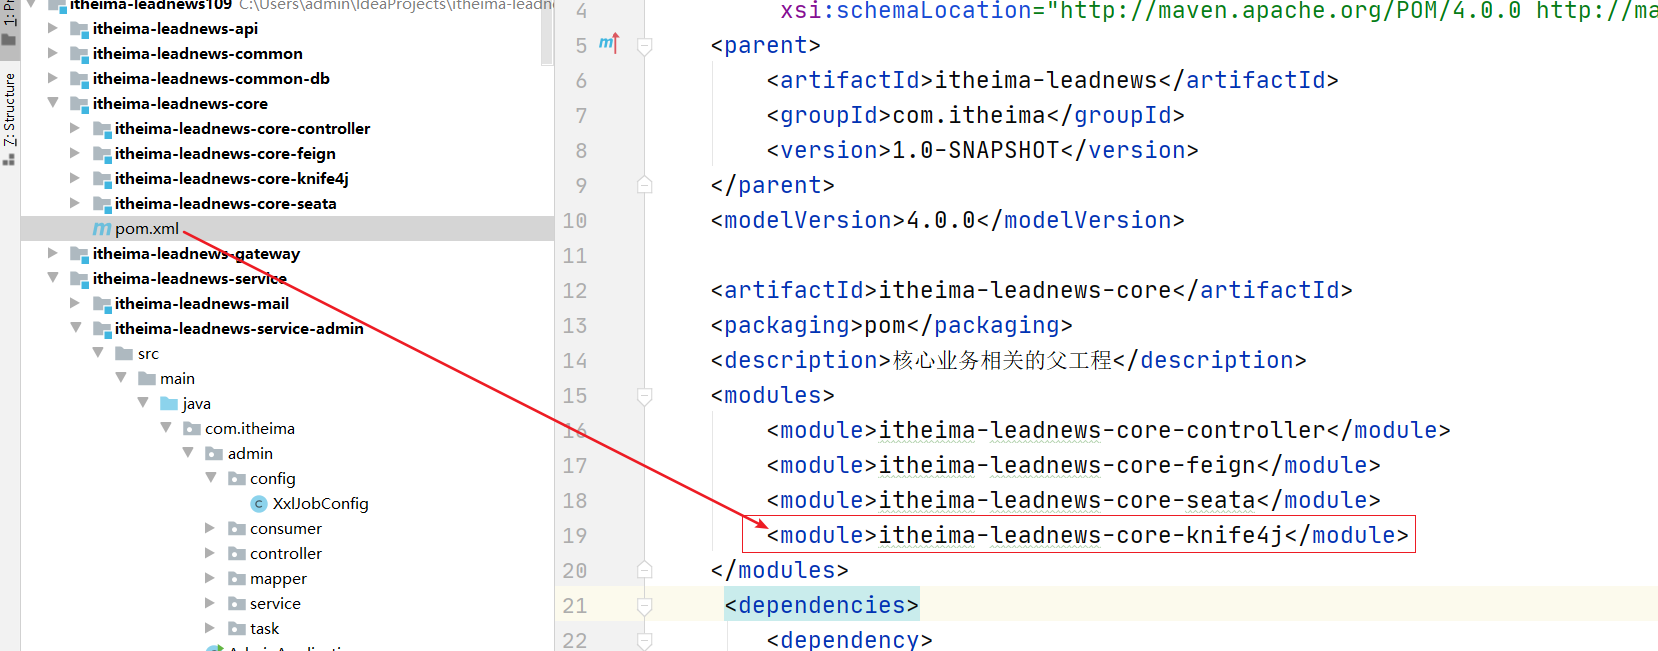 itheima-leadnews109 C:\Users\admin\IdeaProjects\itheima-leadn
itheima-leadnews-api
itheima-leadnews-common
itheima-leadnews-common-db
itheima-leadnews-core
itheima-leadnews-core-controller
itheima-leadnews-core-feign
itheima-leadnews-core-knife4j
itheima-leadnews-core-seata
pom.xml
itheima-leadnews-gateway
itheima-leadnews-service
itheima-leadnews-mail
itheima-leadnews-service-admin
src
main
java
com.itheima
admin
config
XxlJobConfig
consumer
controller
mapper
service
task
Z: Structure
4 xsi:schemaLocation="http://maven.apache.org/POM/4.0.0 http://ma
5 <parent>
6 <artifactId>itheima-leadnews</artifactId>
7 <groupId>com.itheima</groupId>
8 <version>1.0-SNAPSHOT</version>
9 </parent>
10 <modelVersion>4.0.0</modelVersion>
11
12 <artifactId>itheima-leadnews-core</artifactId>
13 <packaging>pom</packaging>
14 <description>核心业务相关的父工程</description>
15 <modules>
16 <module>itheima-leadnews-core-controller</module>
17 <module>itheima-leadnews-core-feign</module>
18 <module>itheima-leadnews-core-seata</module>
19 <module>itheima-leadnews-core-knife4j</module>
20 </modules>
21 <dependencies>
22 <dependency>